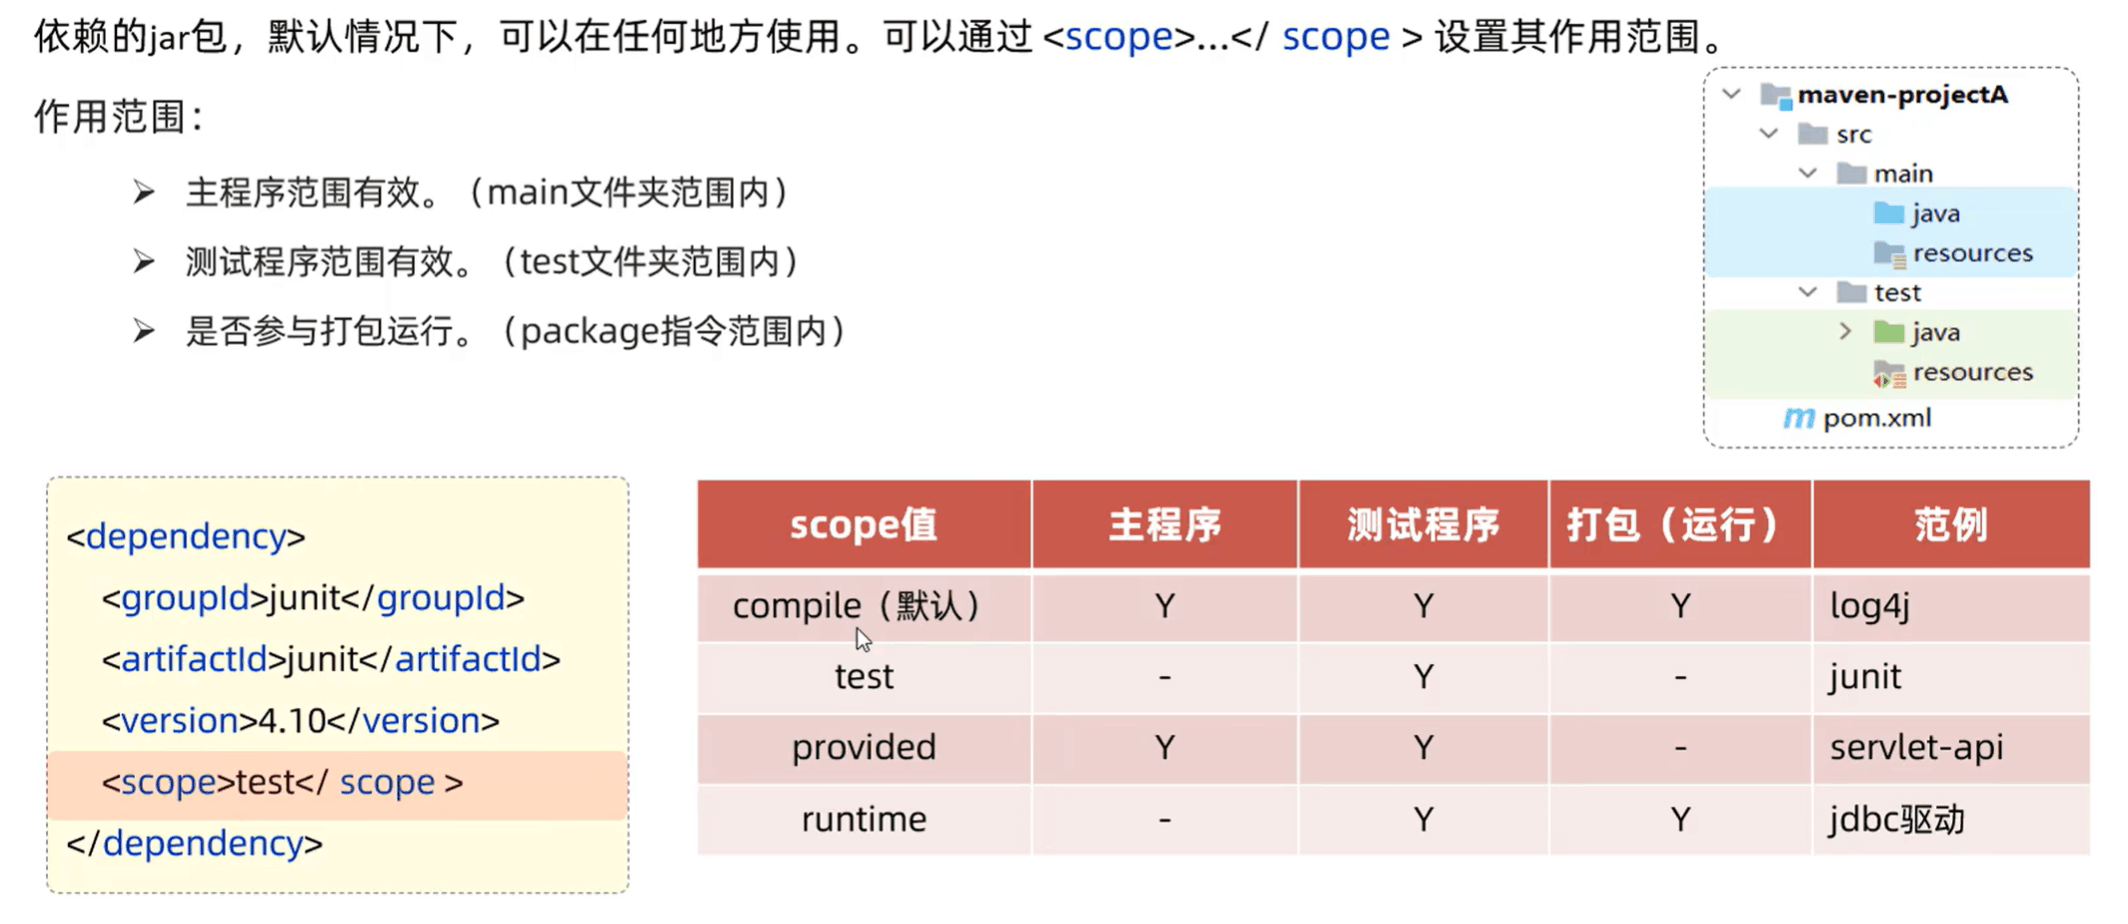 依赖的jar包，默认情况下，可以在任何地方使用。可以通过 <scope>...</ scope > 设置其作用范围。
作用范围：
主程序范围有效。（main文件夹范围内）
测试程序范围有效。（test文件夹范围内）
是否参与打包运行。（package指令范围内）
maven-projectA
src
main
java
resources
test
java
resources
pom.xml
<dependency>
<groupId>junit</groupId>
<artifactId>junit</artifactId>
<version>4.10</version>
<scope>test</ scope >
</dependency>
scope值 主程序 测试程序 打包（运行） 范例
compile（默认） Y Y Y log4j
test - Y - junit
provided Y Y - servlet-api
runtime - Y Y jdbc驱动